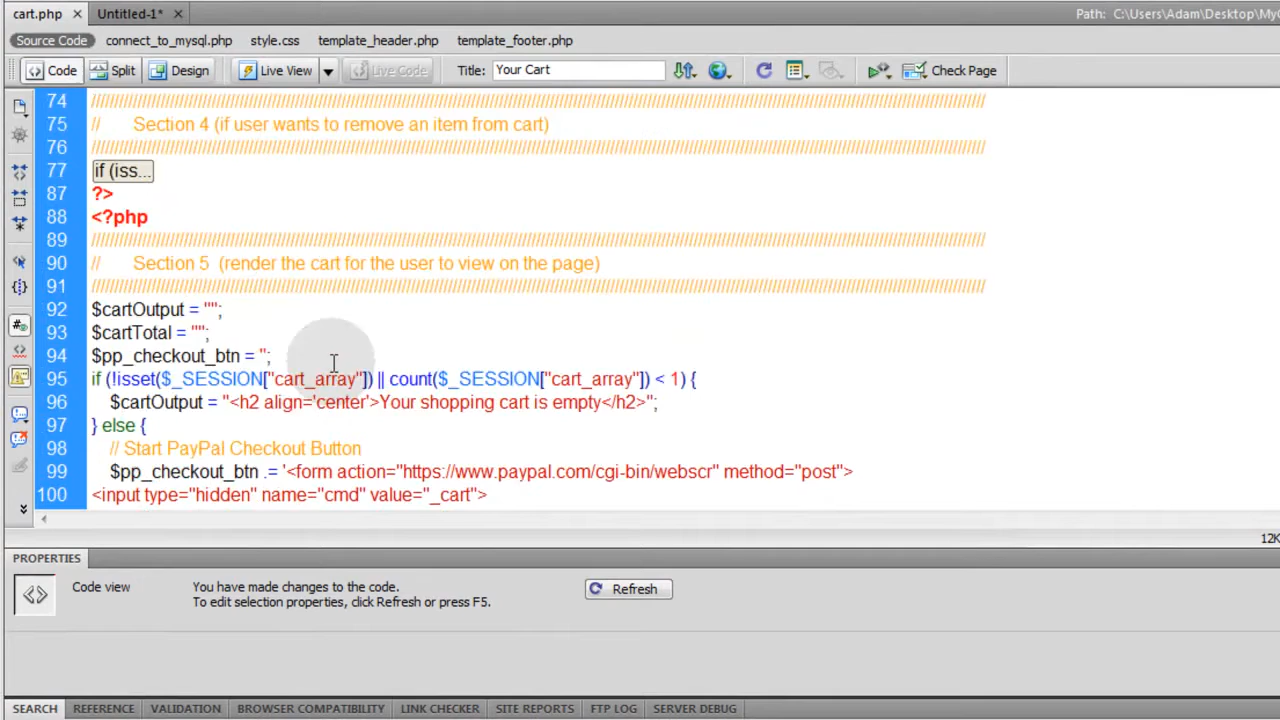 cart.php × Untitled-1* × Path: C:\Users\Adam\Desktop\MyO
Source Code connect_to_mysql.php style.css template_header.php template_footer.php
Code Split Design Live View Live Code Title: Your Cart Check Page
74 ////////////////////////////////////////////////////////////////////////////////////////////////////////////////////////////////////////////////////
75 // Section 4 (if user wants to remove an item from cart)
76 ////////////////////////////////////////////////////////////////////////////////////////////////////////////////////////////////////////////////////
77 if (iss...
87 ?>
88 <?php
89 ////////////////////////////////////////////////////////////////////////////////////////////////////////////////////////////////////////////////////
90 // Section 5 (render the cart for the user to view on the page)
91 ////////////////////////////////////////////////////////////////////////////////////////////////////////////////////////////////////////////////////
92 $cartOutput = "";
93 $cartTotal = "";
94 $pp_checkout_btn = '';
95 if (!isset($_SESSION["cart_array"]) || count($_SESSION["cart_array"]) < 1) {
96 $cartOutput = "<h2 align='center'>Your shopping cart is empty</h2>";
97 } else {
98 // Start PayPal Checkout Button
99 $pp_checkout_btn .= '<form action="https://www.paypal.com/cgi-bin/webscr" method="post">
100 <input type="hidden" name="cmd" value="_cart">
12K
PROPERTIES
Code view You have made changes to the code. Refresh
To edit selection properties, click Refresh or press F5.
SEARCH REFERENCE VALIDATION BROWSER COMPATIBILITY LINK CHECKER SITE REPORTS FTP LOG SERVER DEBUG